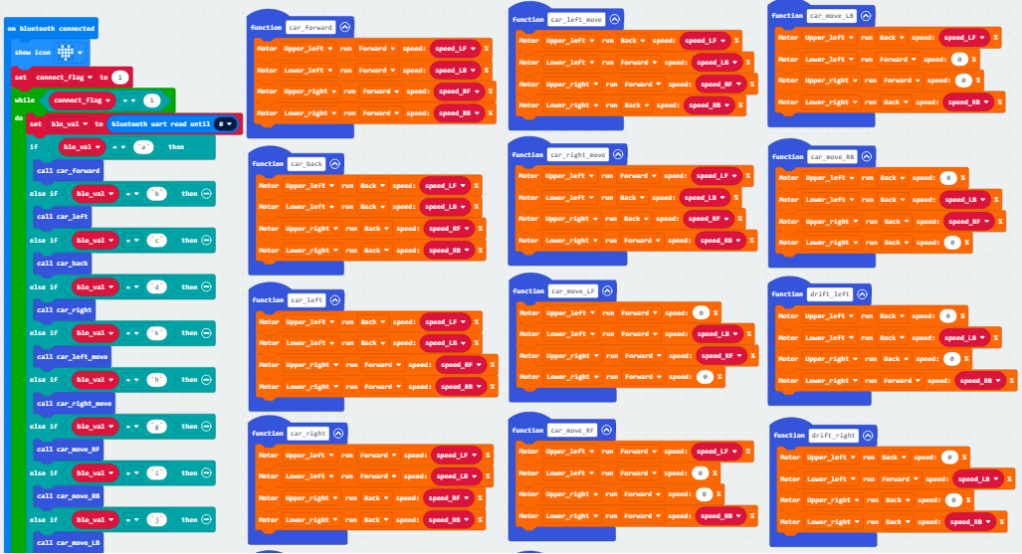 on bluetooth connected
show icon
set connect_flag to 1
while connect_flag = 1
do set ble_val to bluetooth uart read until #
if ble_val = "a" then
call car_forward
else if ble_val = "b" then
call car_left
else if ble_val = "c" then
call car_back
else if ble_val = "d" then
call car_right
else if ble_val = "k" then
call car_left_move
else if ble_val = "h" then
call car_right_move
else if ble_val = "g" then
call car_move_RF
else if ble_val = "i" then
call car_move_RB
else if ble_val = "j" then
call car_move_LB
function car_forward
Motor Upper_left run Forward speed: speed_LF %
Motor Lower_left run Forward speed: speed_LB %
Motor Upper_right run Forward speed: speed_RF %
Motor Lower_right run Forward speed: speed_RB %
function car_back
Motor Upper_left run Back speed: speed_LF %
Motor Lower_left run Back speed: speed_LB %
Motor Upper_right run Back speed: speed_RF %
Motor Lower_right run Back speed: speed_RB %
function car_left
Motor Upper_left run Back speed: speed_LF %
Motor Lower_left run Back speed: speed_LB %
Motor Upper_right run Forward speed: speed_RF %
Motor Lower_right run Forward speed: speed_RB %
function car_right
Motor Upper_left run Forward speed: speed_LF %
Motor Lower_left run Forward speed: speed_LB %
Motor Upper_right run Back speed: speed_RF %
Motor Lower_right run Back speed: speed_RB %
function car_left_move
Motor Upper_left run Back speed: speed_LF %
Motor Lower_left run Forward speed: speed_LB %
Motor Upper_right run Forward speed: speed_RF %
Motor Lower_right run Back speed: speed_RB %
function car_right_move
Motor Upper_left run Forward speed: speed_LF %
Motor Lower_left run Back speed: speed_LB %
Motor Upper_right run Back speed: speed_RF %
Motor Lower_right run Forward speed: speed_RB %
function car_move_LF
Motor Upper_left run Forward speed: 0 %
Motor Lower_left run Forward speed: speed_LB %
Motor Upper_right run Forward speed: speed_RF %
Motor Lower_right run Forward speed: 0 %
function car_move_RF
Motor Upper_left run Forward speed: speed_LF %
Motor Lower_left run Forward speed: 0 %
Motor Upper_right run Forward speed: 0 %
Motor Lower_right run Forward speed: speed_RB %
function car_move_LB
Motor Upper_left run Back speed: speed_LF %
Motor Lower_left run Forward speed: 0 %
Motor Upper_right run Forward speed: 0 %
Motor Lower_right run Back speed: speed_RB %
function car_move_RB
Motor Upper_left run Back speed: 0 %
Motor Lower_left run Back speed: speed_LB %
Motor Upper_right run Back speed: speed_RF %
Motor Lower_right run Back speed: 0 %
function drift_left
Motor Upper_left run Back speed: 0 %
Motor Lower_left run Back speed: speed_LB %
Motor Upper_right run Back speed: 0 %
Motor Lower_right run Forward speed: speed_RB %
function drift_right
Motor Upper_left run Back speed: 0 %
Motor Lower_left run Forward speed: speed_LB %
Motor Upper_right run Back speed: 0 %
Motor Lower_right run Back speed: speed_RB %